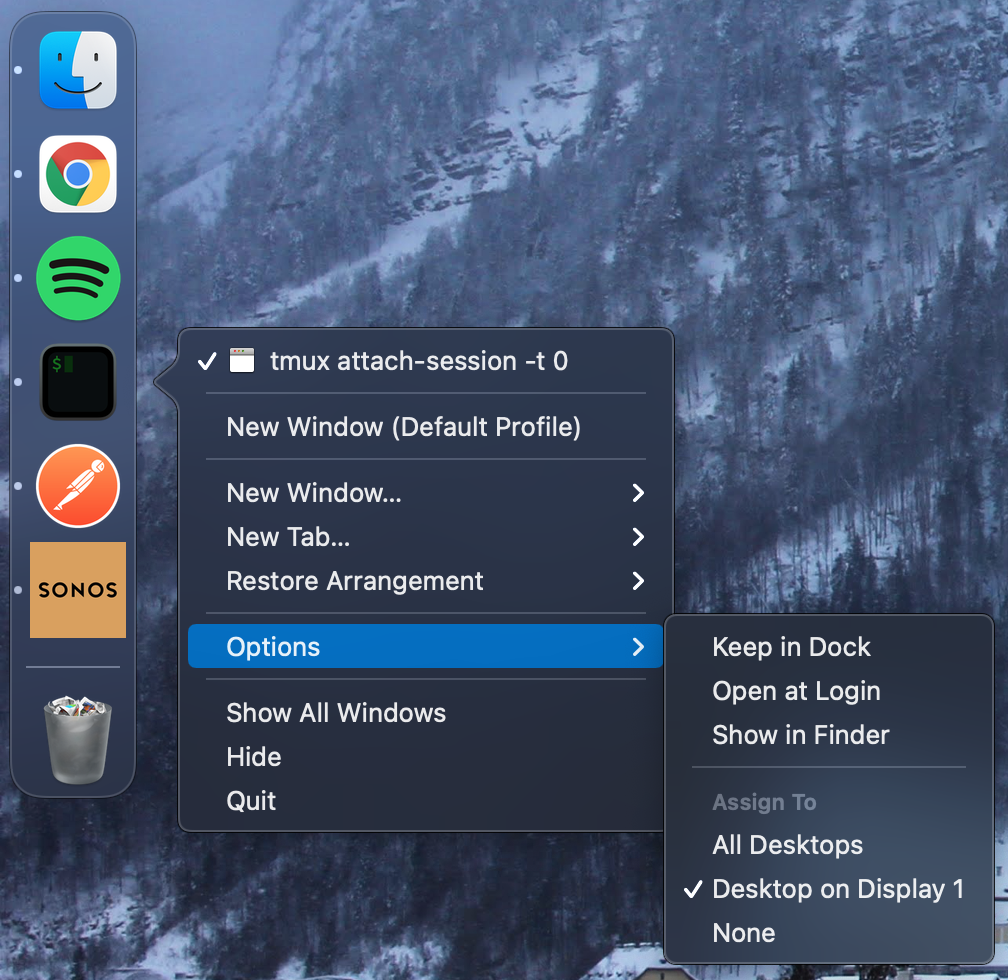 $
SONOS
tmux attach-session -t 0
New Window (Default Profile)
New Window...
New Tab...
Restore Arrangement
Options
Show All Windows
Hide
Quit
Keep in Dock
Open at Login
Show in Finder
Assign To
All Desktops
Desktop on Display 1
None